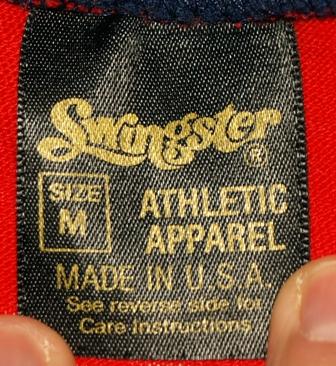 Swingster®
SIZE
M
ATHLETIC
APPAREL
MADE IN U.S.A.
See reverse side for
Care Instructions